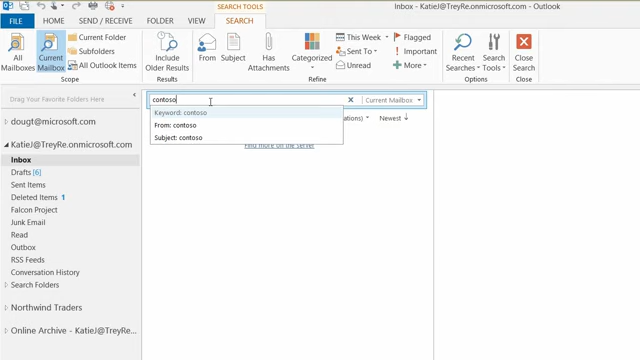 Inbox - KatieJ@TreyRe.onmicrosoft.com - Outlook
SEARCH TOOLS
FILE HOME SEND / RECEIVE FOLDER VIEW SEARCH
All Mailboxes
Current Mailbox
Current Folder
Subfolders
All Outlook Items
Scope
Include Older Results
Results
From
Subject
Has Attachments
Categorized
This Week
Sent To
Unread
Flagged
Important
More
Refine
Recent Searches
Search Tools
Options
Close Search
Close
Drag Your Favorite Folders Here
dougt@microsoft.com
KatieJ@TreyRe.onmicrosoft.com
Inbox
Drafts [6]
Sent Items
Deleted Items 1
Falcon Project
Junk Email
Read
Outbox
RSS Feeds
Conversation History
Search Folders
Northwind Traders
Online Archive - KatieJ@TreyRe...
contoso
Current Mailbox
Keyword: contoso
From: contoso
Subject: contoso
Newest
Find more on the server